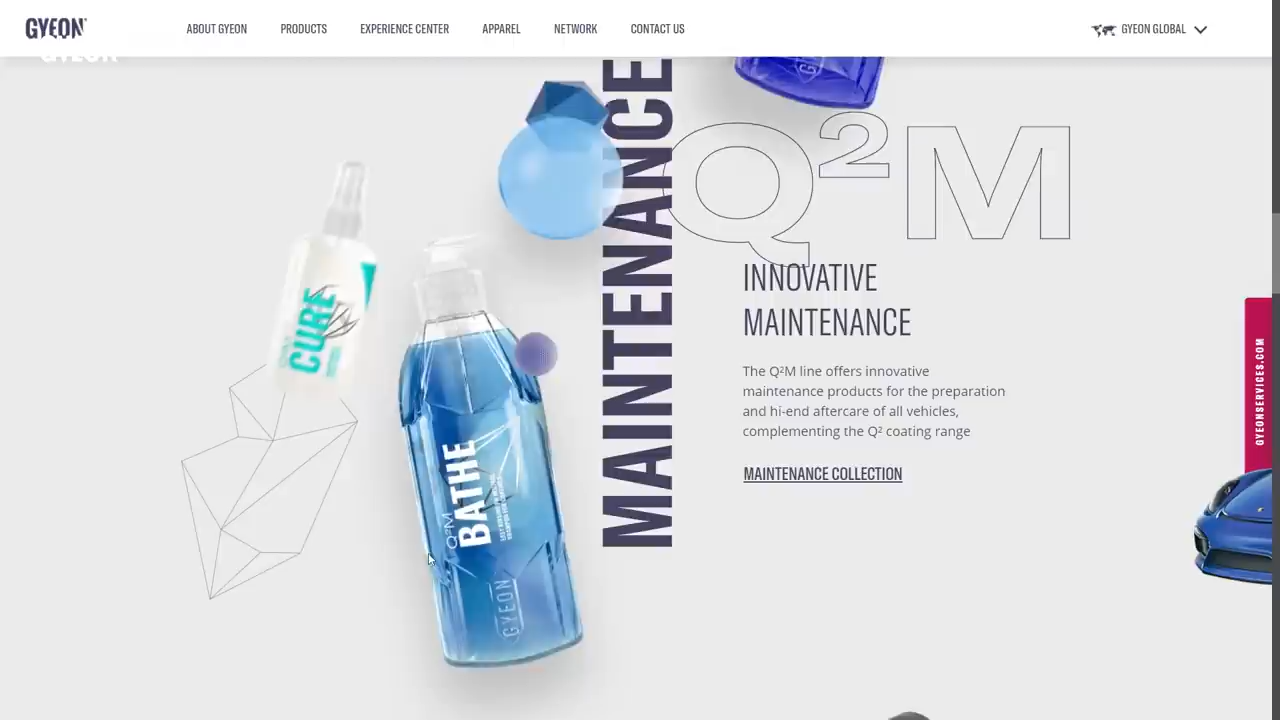 GYEON
ABOUT GYEON
PRODUCTS
EXPERIENCE CENTER
APPAREL
NETWORK
CONTACT US
GYEON GLOBAL
MAINTENANCE
Q²M
INNOVATIVE
MAINTENANCE
The Q²M line offers innovative
maintenance products for the preparation
and hi-end aftercare of all vehicles,
complementing the Q² coating range
MAINTENANCE COLLECTION
CURE
Q²M
BATHE
GYEON
GYEONSERVICES.COM